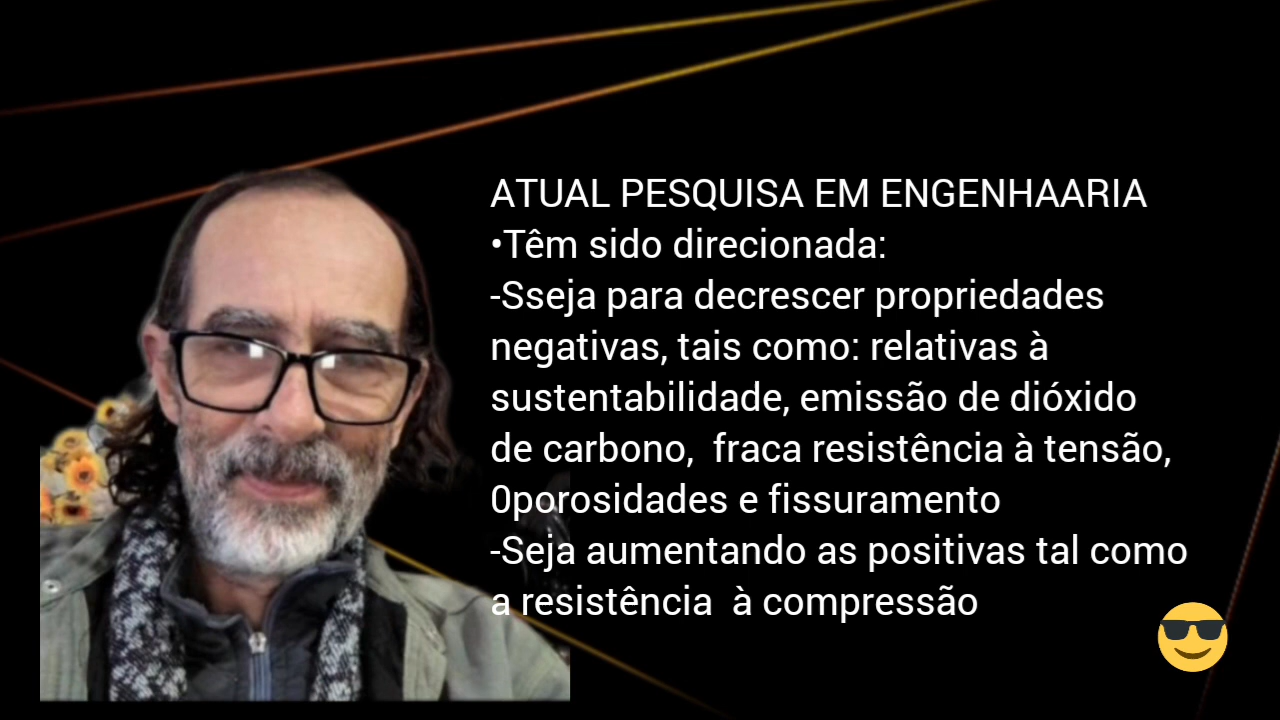 ATUAL PESQUISA EM ENGENHAARIA
•Têm sido direcionada:
-Sseja para decrescer propriedades
negativas, tais como: relativas à
sustentabilidade, emissão de dióxido
de carbono,  fraca resistência à tensão,
0porosidades e fissuramento
-Seja aumentando as positivas tal como
a resistência  à compressão